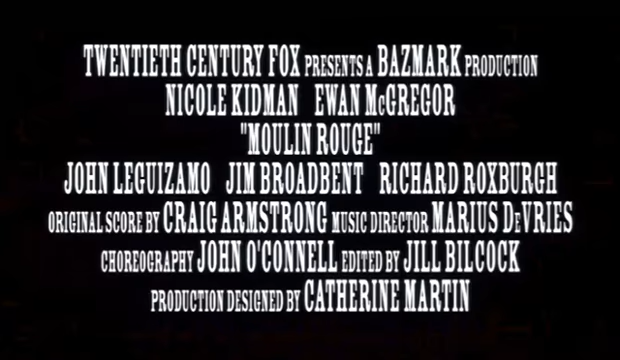 TWENTIETH CENTURY FOX PRESENTS A BAZMARK PRODUCTION
NICOLE KIDMAN EWAN McGREGOR
"MOULIN ROUGE"
JOHN LEGUIZAMO JIM BROADBENT RICHARD ROXBURGH
ORIGINAL SCORE BY CRAIG ARMSTRONG MUSIC DIRECTOR MARIUS DeVRIES
CHOREOGRAPHY JOHN O'CONNELL EDITED BY JILL BILCOCK
PRODUCTION DESIGNED BY CATHERINE MARTIN